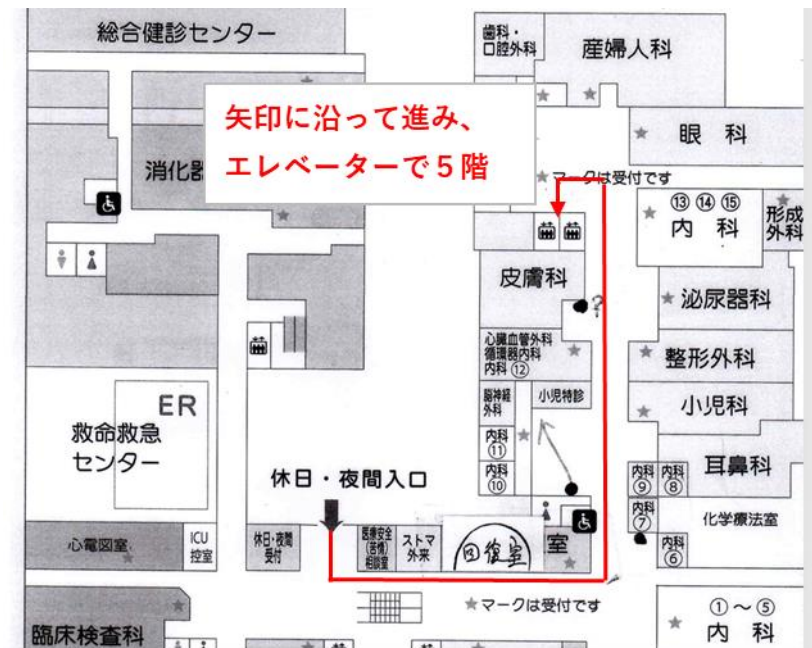 総合健診センター
歯科・
口腔外科
産婦人科
矢印に沿って進み、
エレベーターで５階
消化器
眼 科
★マークは受付です
⑬⑭⑮
内 科
形成
外科
皮膚科
?
泌尿器科
心臓血管外科
循環器内科
内科⑫
整形外科
ER
救命救急
センター
脳神経
外科
小児特診
小児科
内科
⑪
内科
⑩
休日・夜間入口
耳鼻科
内科
⑨
内科
⑧
内科
⑦
化学療法室
内科
⑥
心電図室
ICU
控室
休日・夜間
受付
医療安全
(苦情)
相談室
ストマ
外来
回復室
室
★マークは受付です
①～⑤
内 科
臨床検査科